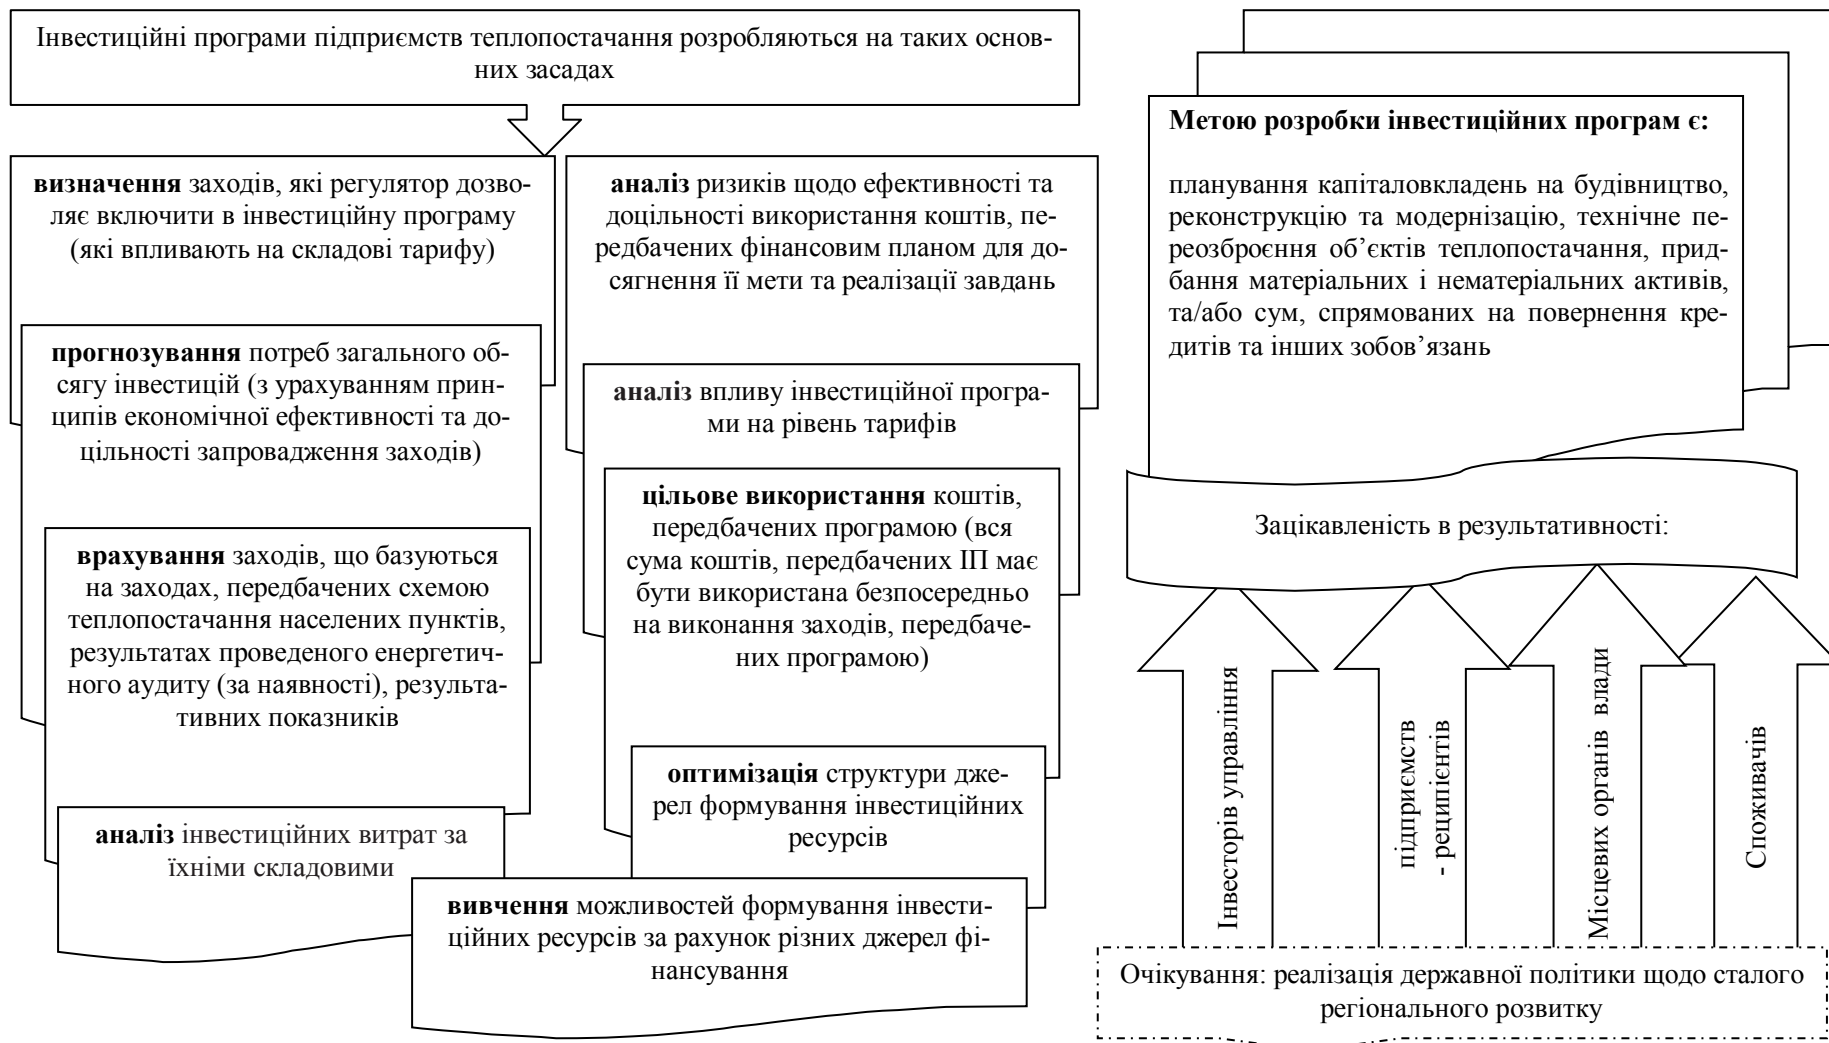 Інвестиційні програми підприємств теплопостачання розробляються на таких основ-
них засадах
визначення заходів, які регулятор дозво-
ляє включити в інвестиційну програму
(які впливають на складові тарифу)
прогнозування потреб загального об-
сягу інвестицій (з урахуванням прин-
ципів економічної ефективності та до-
цільності запровадження заходів)
врахування заходів, що базуються
на заходах, передбачених схемою
теплопостачання населених пунктів,
результатах проведеного енергетич-
ного аудиту (за наявності), результа-
тивних показників
аналіз інвестиційних витрат за
їхніми складовими
аналіз ризиків щодо ефективності та
доцільності використання коштів, пе-
редбачених фінансовим планом для до-
сягнення її мети та реалізації завдань
аналіз впливу інвестиційної програ-
ми на рівень тарифів
цільове використання коштів,
передбачених програмою (вся
сума коштів, передбачених ІП має
бути використана безпосередньо
на виконання заходів, передбаче-
них програмою)
оптимізація структури дже-
рел формування інвестиційних
ресурсів
вивчення можливостей формування інвести-
ційних ресурсів за рахунок різних джерел фі-
нансування
Метою розробки інвестиційних програм є:
планування капіталовкладень на будівництво,
реконструкцію та модернізацію, технічне пе-
реозброєння об’єктів теплопостачання, прид-
бання матеріальних і нематеріальних активів,
та/або сум, спрямованих на повернення кре-
дитів та інших зобов’язань
Зацікавленість в результативності:
Інвесторів управління
підприємств
- реципієнтів
Місцевих органів влади
Споживачів
Очікування: реалізація державної політики щодо сталого
регіонального розвитку